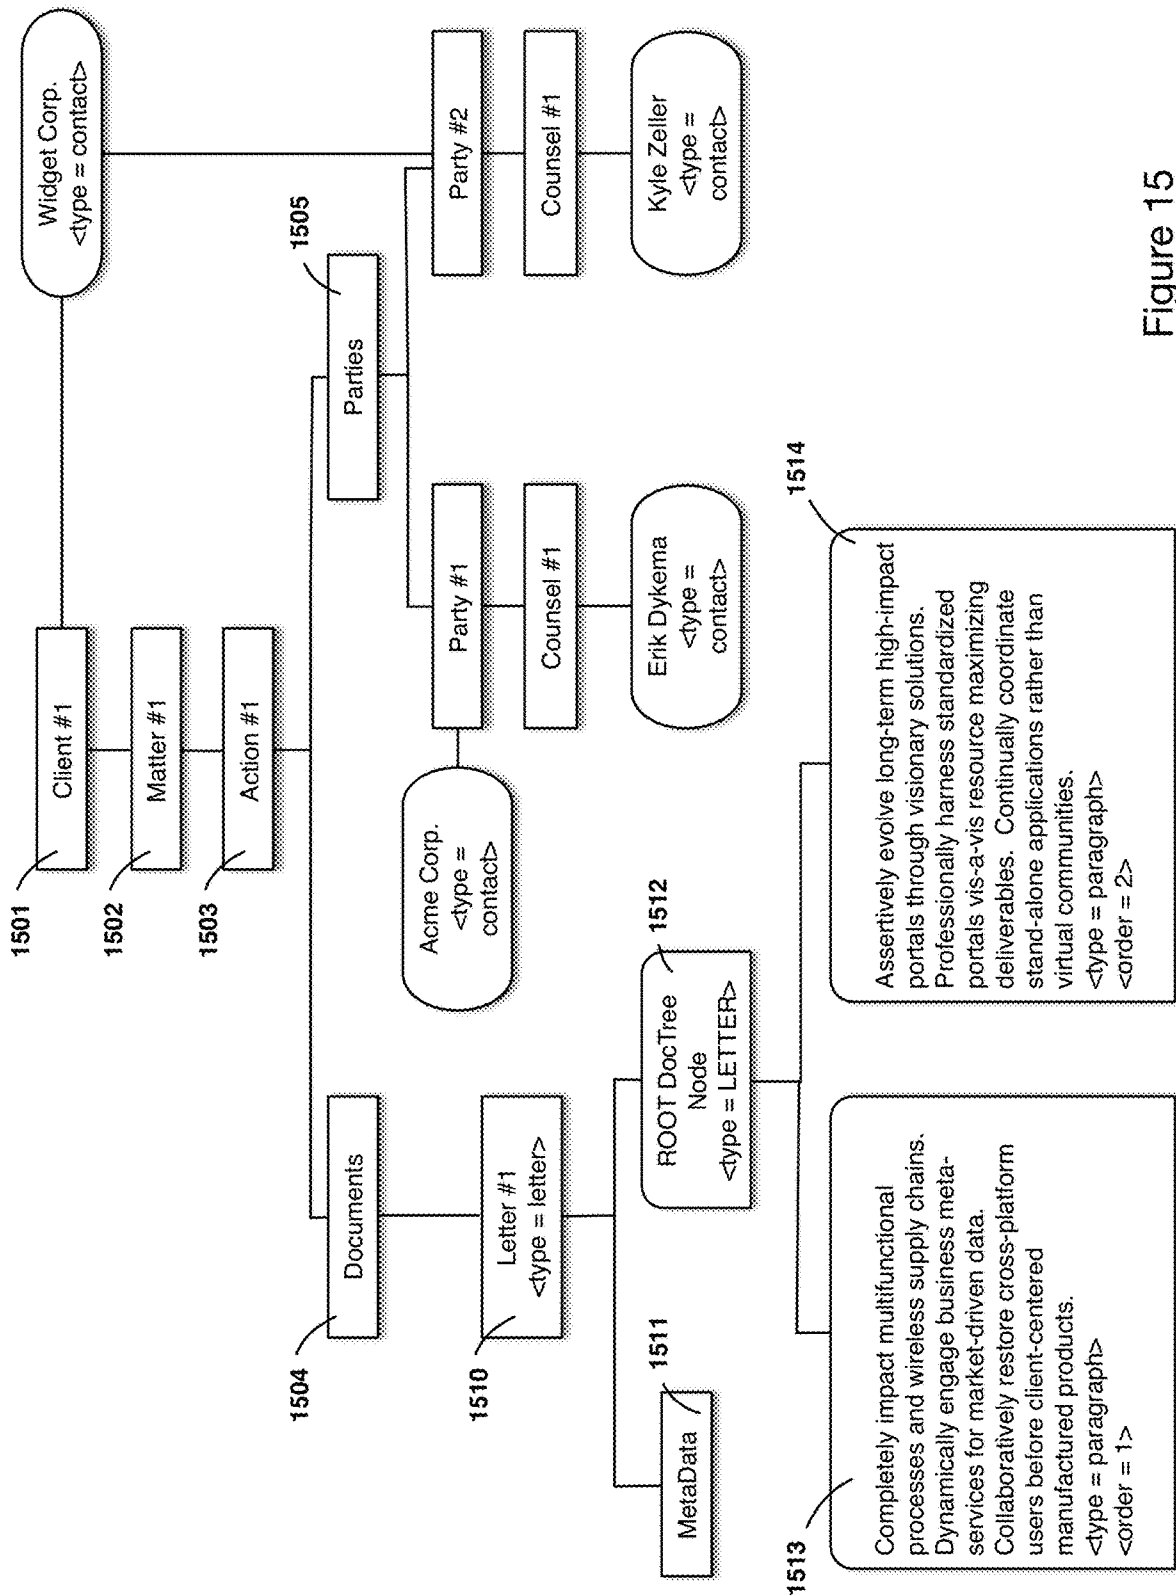 1501
Client #1
Widget Corp.
<type = contact>
1502
Matter #1
1503
Action #1
1504
Documents
1505
Parties
Acme Corp.
<type =
contact>
Party #1
Party #2
1510
Letter #1
<type = letter>
Counsel #1
Counsel #1
1511
MetaData
1512
ROOT DocTree
Node
<type = LETTER>
Erik Dykema
<type =
contact>
Kyle Zeller
<type =
contact>
1513
Completely impact multifunctional
processes and wireless supply chains.
Dynamically engage business meta-
services for market-driven data.
Collaboratively restore cross-platform
users before client-centered
manufactured products.
<type = paragraph>
<order = 1>
1514
Assertively evolve long-term high-impact
portals through visionary solutions.
Professionally harness standardized
portals vis-a-vis resource maximizing
deliverables. Continually coordinate
stand-alone applications rather than
virtual communities.
<type = paragraph>
<order = 2>
Figure 15